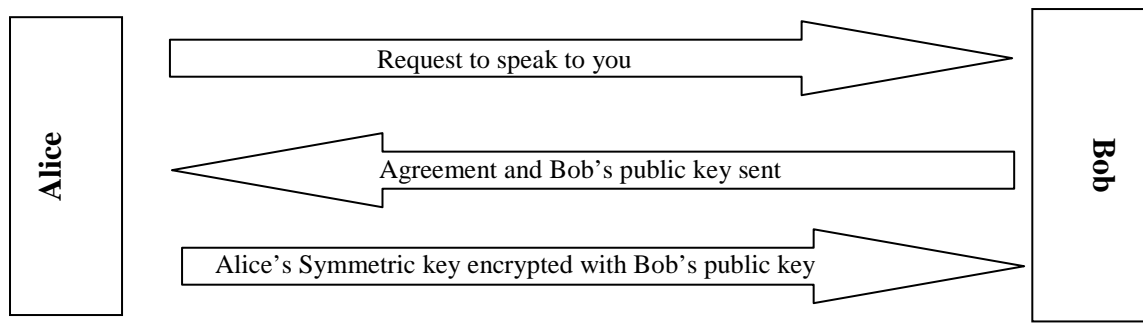 Alice
Request to speak to you
Agreement and Bob's public key sent
Alice's Symmetric key encrypted with Bob's public key
Bob